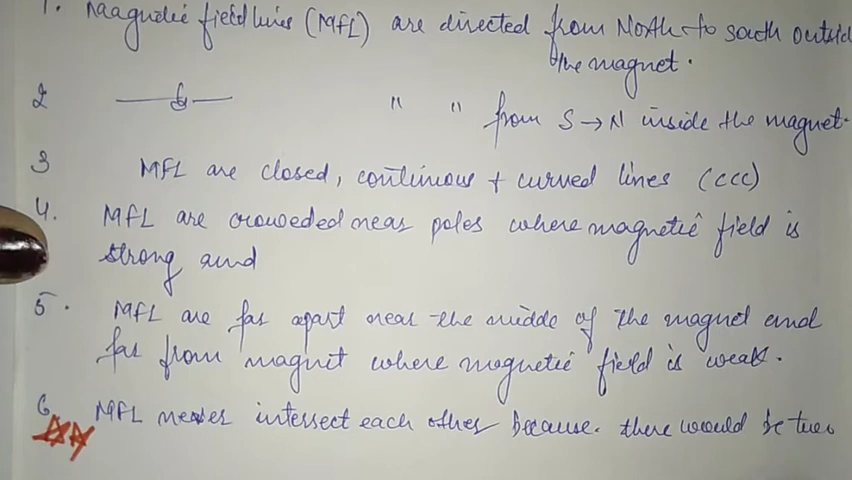 1. Magnetic field lines (MFL) are directed from North to south outside
the magnet.
2 —〃— 〃 〃 from S → N inside the magnet.
3 MFL are closed, continuous + curved lines (CCC)
4. MFL are crowded near poles where magnetic field is
strong and
5. MFL are far apart near the middle of the magnet and
far from magnet where magnetic field is weak.
6 MFL never intersect each other because. there would be two